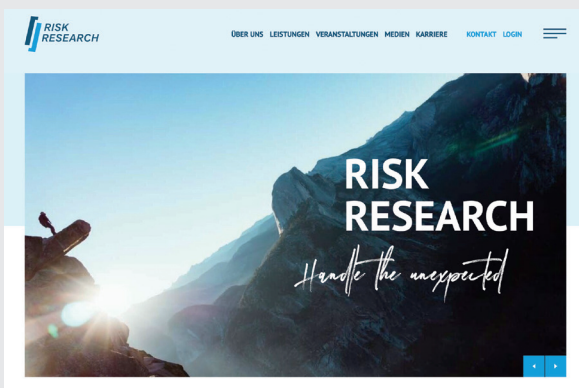 RISK
RESEARCH
ÜBER UNS LEISTUNGEN VERANSTALTUNGEN MEDIEN KARRIERE KONTAKT LOGIN
RISK
RESEARCH
Handle the unexpected